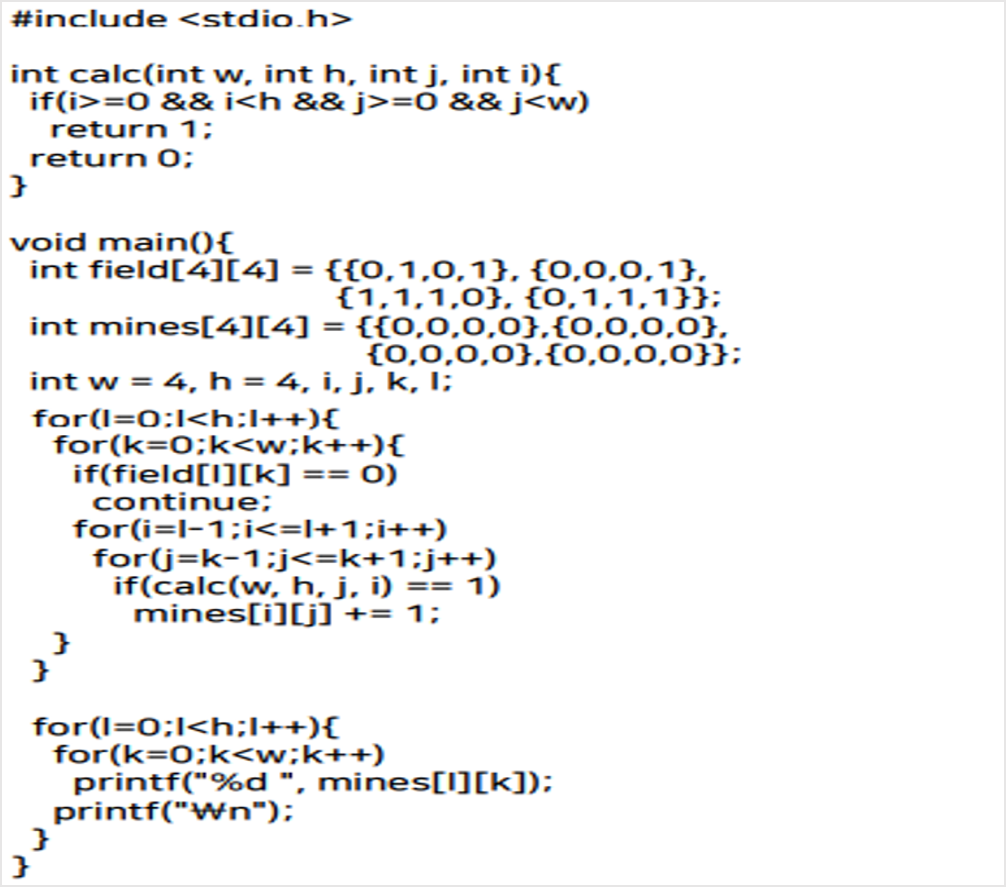 #include <stdio.h>
int calc(int w, int h, int j, int i){
if(i>=0 && i<h && j>=0 && j<w)
return 1;
return 0;
}
void main(){
int field[4][4] = {{0,1,0,1}, {0,0,0,1},
{1,1,1,0}, {0,1,1,1}};
int mines[4][4] = {{0,0,0,0},{0,0,0,0},
{0,0,0,0},{0,0,0,0}};
int w = 4, h = 4, i, j, k, l;
for(l=0;l<h;l++){
for(k=0;k<w;k++){
if(field[l][k] == 0)
continue;
for(i=l-1;i<=l+1;i++)
for(j=k-1;j<=k+1;j++)
if(calc(w, h, j, i) == 1)
mines[i][j] += 1;
}
}
for(l=0;l<h;l++){
for(k=0;k<w;k++)
printf("%d ", mines[l][k]);
printf("₩n");
}
}